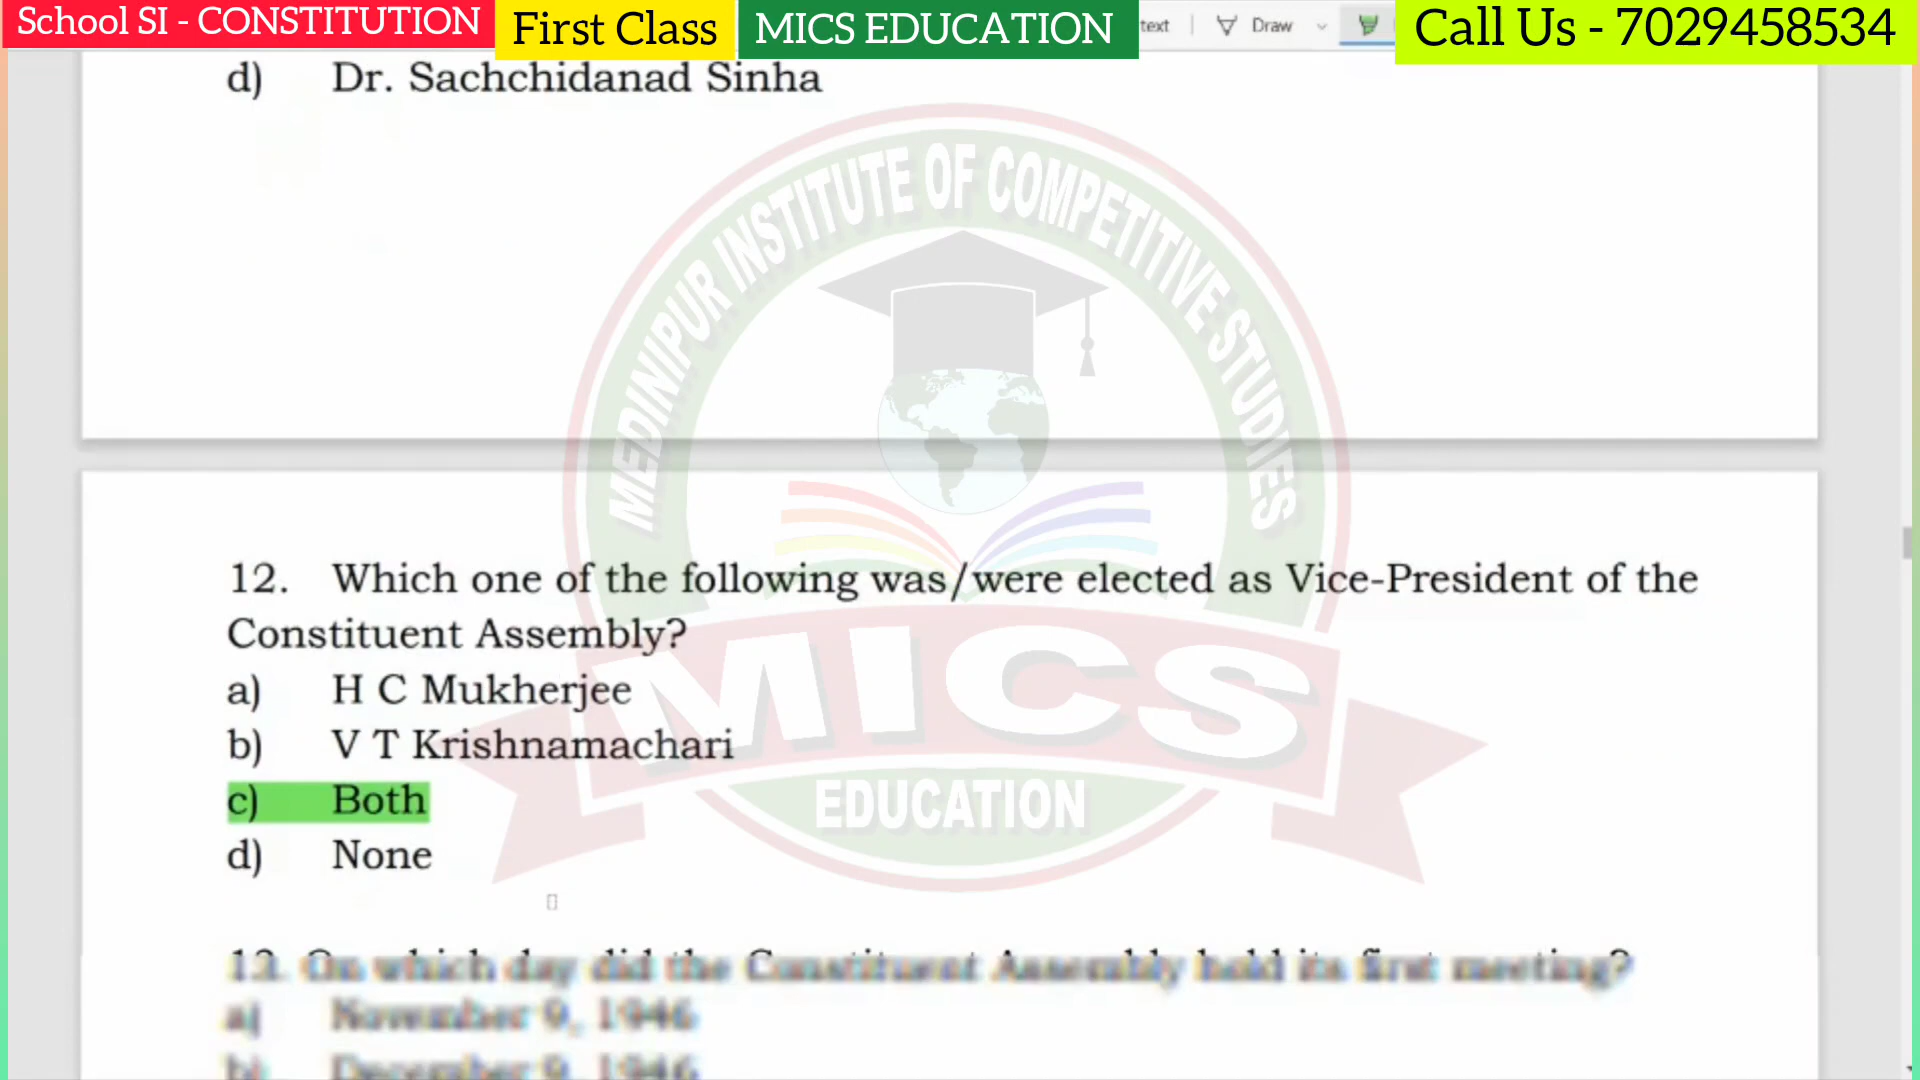 School SI - CONSTITUTION
First Class
MICS EDUCATION
text
Draw
Call Us - 7029458534
d) Dr. Sachchidanad Sinha
MEDINIPUR INSTITUTE OF COMPETITIVE STUDIES
12. Which one of the following was/were elected as Vice-President of the
Constituent Assembly?
a) H C Mukherjee
b) V T Krishnamachari
c) Both
d) None
MICS
EDUCATION
13. On which day did the Constituent Assembly hold its first meeting?
a) November 9, 1946
b) December 9, 1946